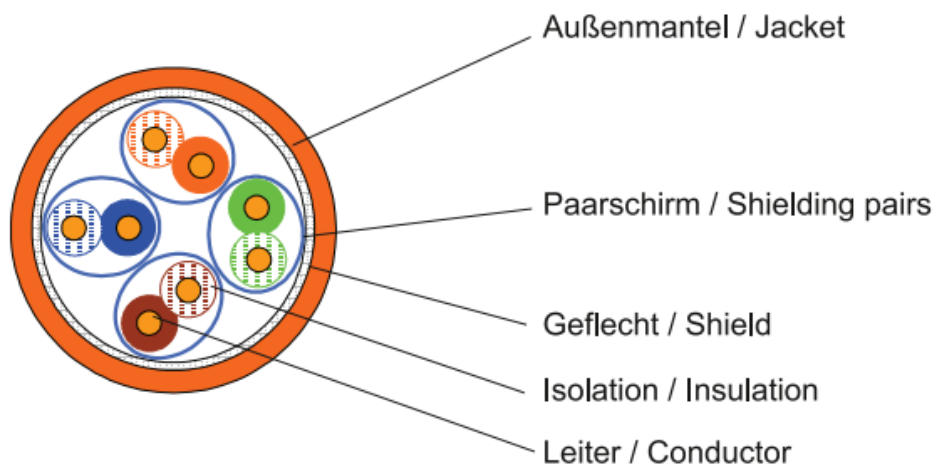 Außenmantel / Jacket
Paarschirm / Shielding pairs
Geflecht / Shield
Isolation / Insulation
Leiter / Conductor